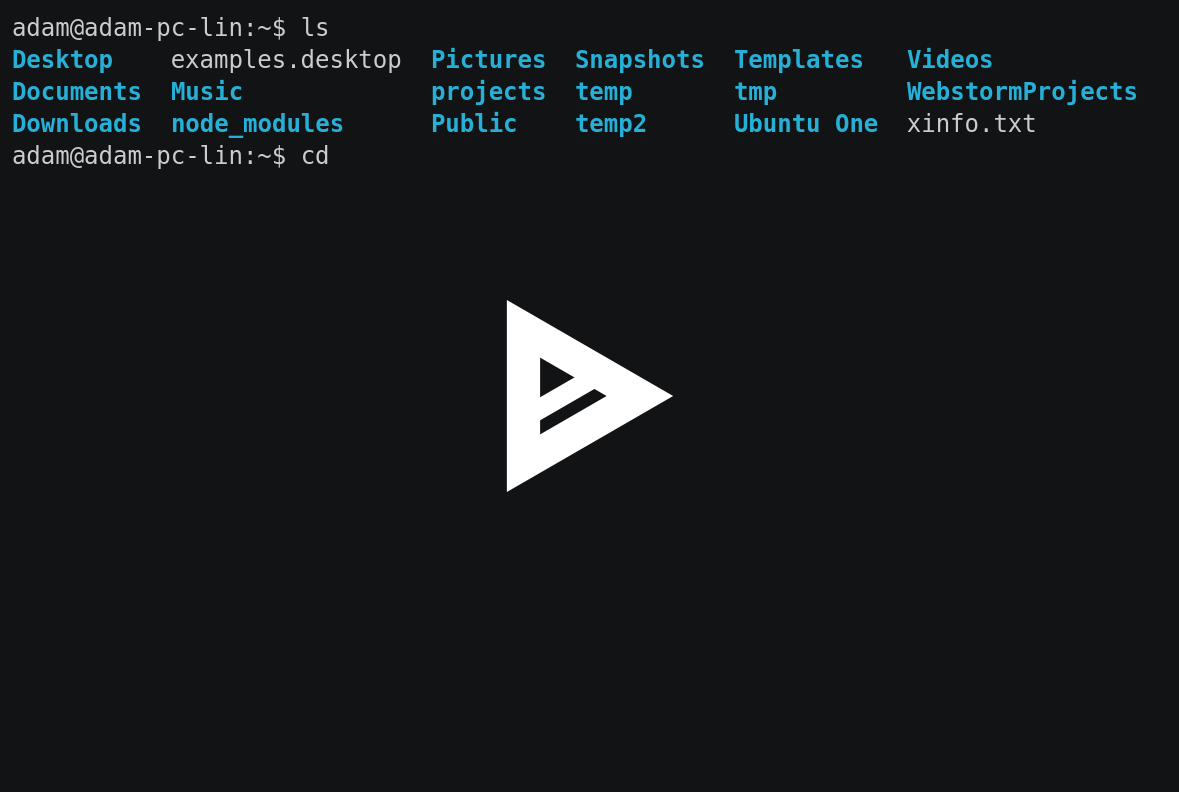 adam@adam-pc-lin:~$ ls
Desktop    examples.desktop  Pictures  Snapshots  Templates   Videos
Documents  Music             projects  temp       tmp         WebstormProjects
Downloads  node_modules      Public    temp2      Ubuntu One  xinfo.txt
adam@adam-pc-lin:~$ cd